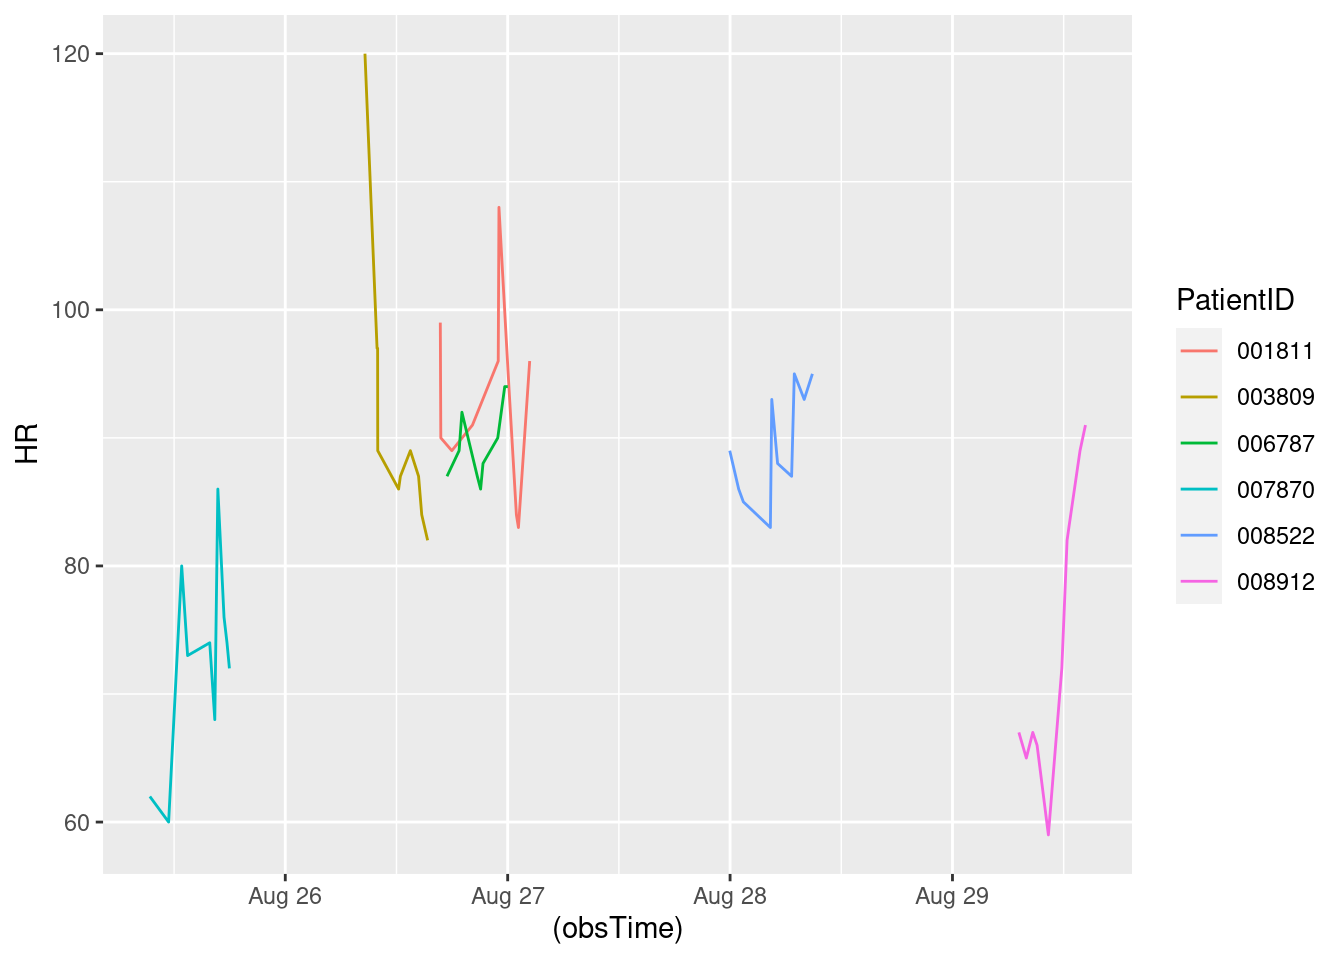 120
100
80
60
HR
Aug 26
Aug 27
Aug 28
Aug 29
(obsTime)
PatientID
001811
003809
006787
007870
008522
008912